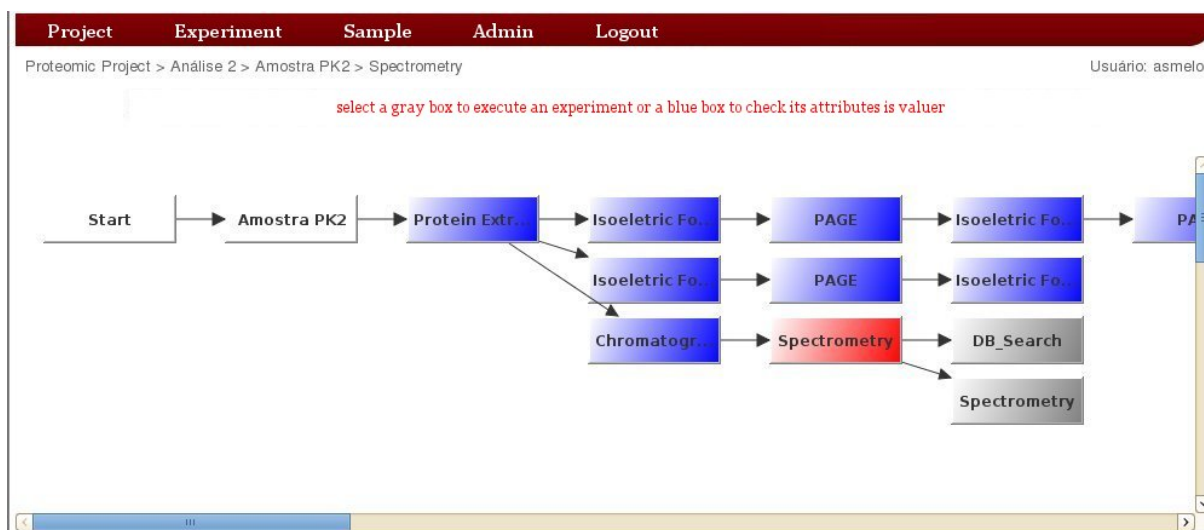 Project Experiment Sample Admin Logout
Proteomic Project > Análise 2 > Amostra PK2 > Spectrometry Usuário: asmelo
select a gray box to execute an experiment or a blue box to check its attributes is valuer
Start Amostra PK2 Protein Extr... Isoeletric Fo... PAGE Isoeletric Fo... PA
Isoeletric Fo... PAGE Isoeletric Fo...
Chromatogr... Spectrometry DB_Search
Spectrometry